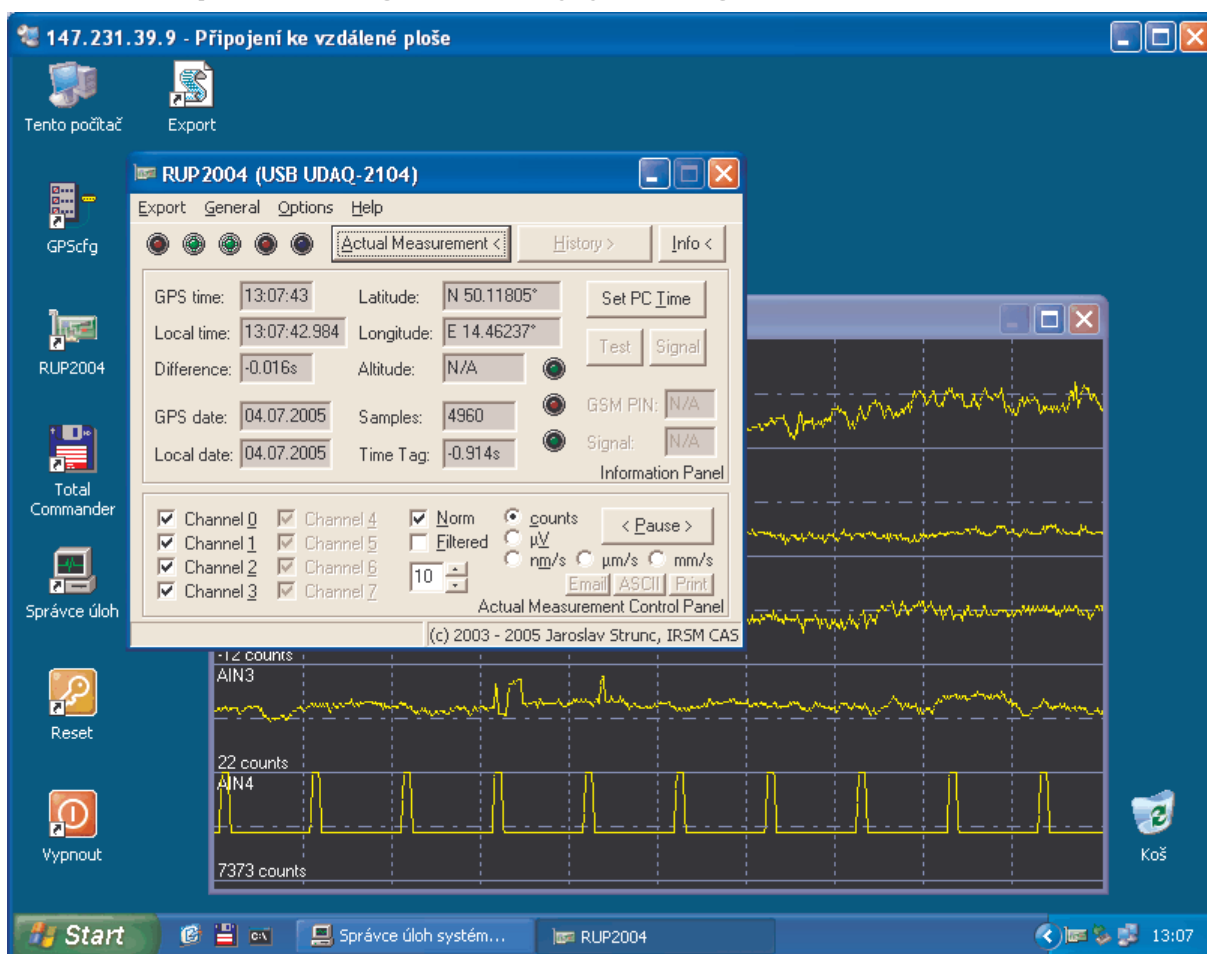 147.231.39.9 - Připojení ke vzdálené ploše
Tento počítač
Export
GPScfg
RUP2004
Total
Commander
Správce úloh
Reset
Vypnout
RUP2004 (USB UDAQ-2104)
Export General Options Help
Actual Measurement <
History >
Info <
GPS time: 13:07:43 Latitude: N 50.11805° Set PC Time
Local time: 13:07:42.984 Longitude: E 14.46237° Test Signal
Difference: -0.016s Altitude: N/A
GPS date: 04.07.2005 Samples: 4960 GSM PIN: N/A
Local date: 04.07.2005 Time Tag: -0.914s Signal: N/A
Information Panel
Channel 0 Channel 4 Norm counts < Pause >
Channel 1 Channel 5 Filtered µV
Channel 2 Channel 6 10 nm/s µm/s mm/s
Channel 3 Channel 7 Email ASCII Print
Actual Measurement Control Panel
(c) 2003 - 2005 Jaroslav Strunc, IRSM CAS
-12 counts
AIN3
22 counts
AIN4
7373 counts
Koš
Start
C:\
Správce úloh systém...
RUP2004
13:07